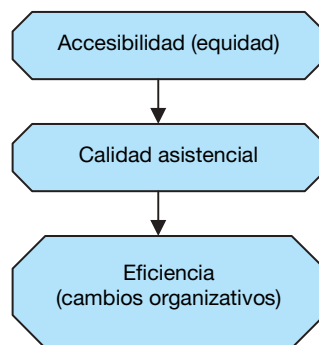 Accesibilidad (equidad)
Calidad asistencial
Eficiencia
(cambios organizativos)